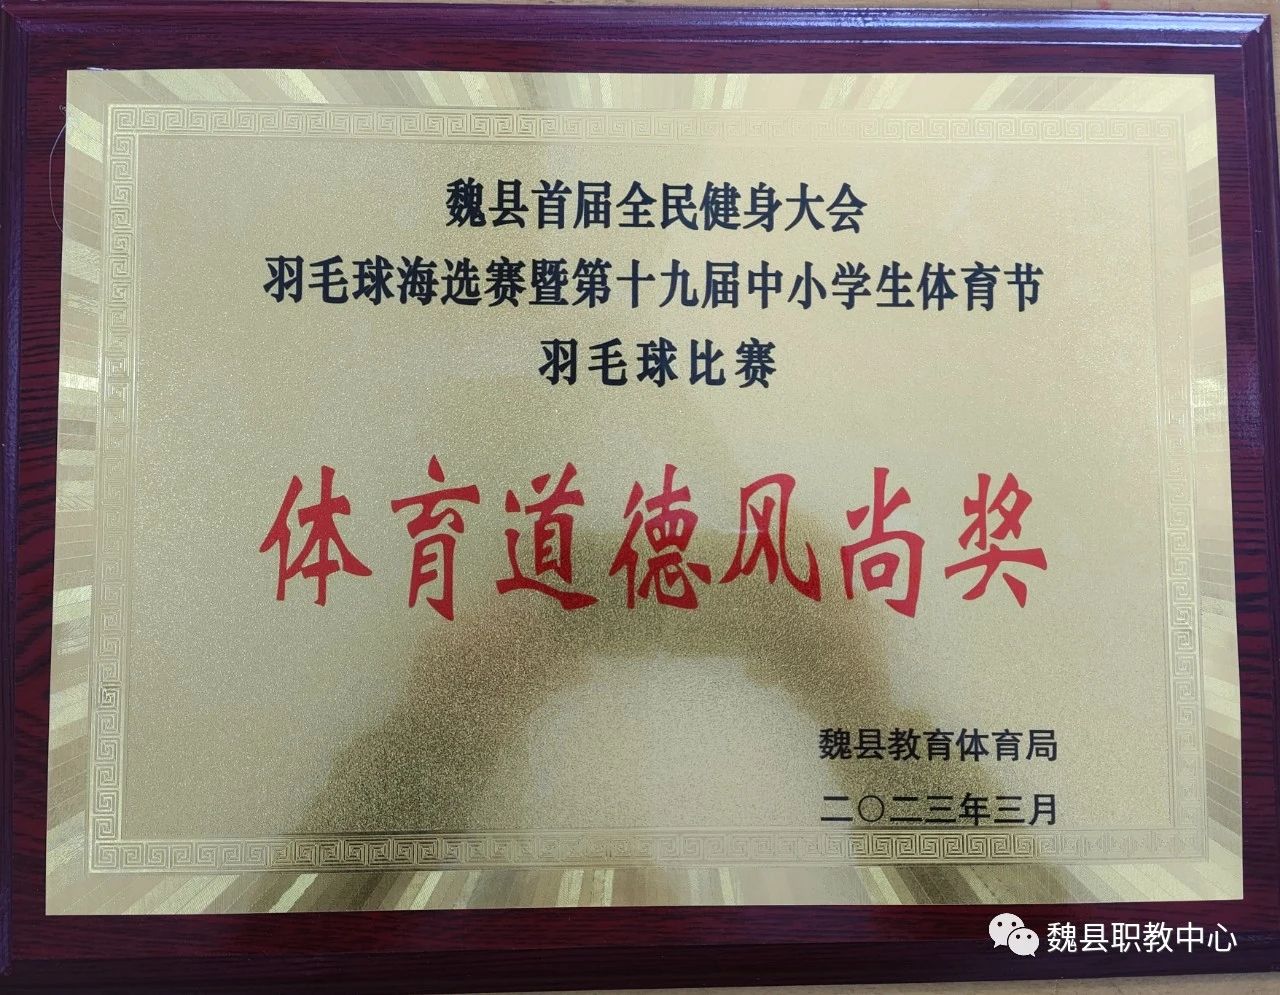 魏县首届全民健身大会
羽毛球海选赛暨第十九届中小学生体育节
羽毛球比赛
体育道德风尚奖
魏县教育体育局
二〇二三年三月
魏县职教中心